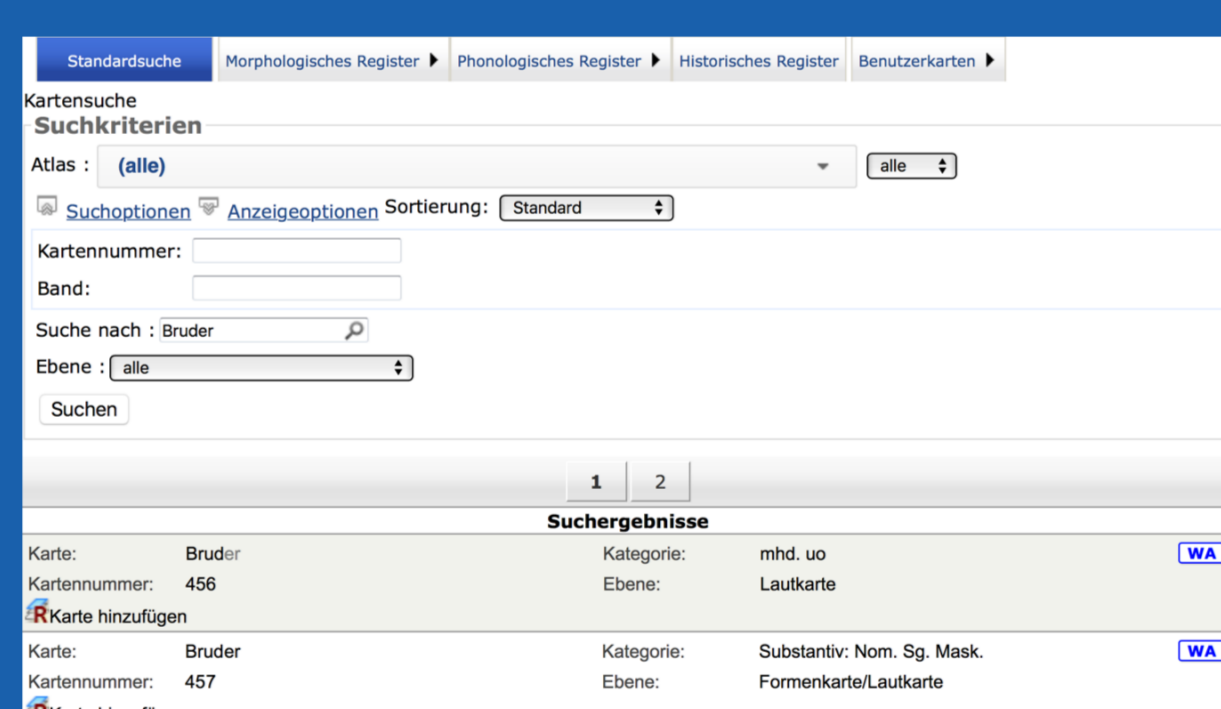 Standardsuche Morphologisches Register Phonologisches Register Historisches Register Benutzerkarten
Kartensuche
Suchkriterien
Atlas : (alle) alle
Suchoptionen Anzeigeoptionen Sortierung: Standard
Kartennummer:
Band:
Suche nach : Bruder
Ebene : alle
Suchen
1 2
Suchergebnisse
Karte: Bruder Kategorie: mhd. uo WA
Kartennummer: 456 Ebene: Lautkarte
R Karte hinzufügen
Karte: Bruder Kategorie: Substantiv: Nom. Sg. Mask. WA
Kartennummer: 457 Ebene: Formenkarte/Lautkarte